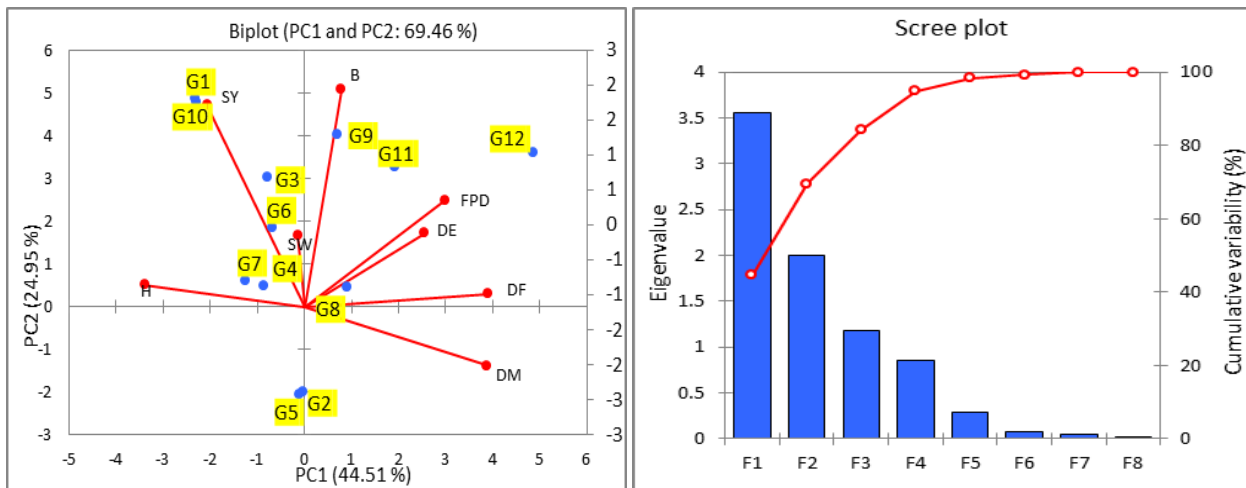 Biplot (PC1 and PC2: 69.46 %)
6
5
4
3
2
1
0
-1
-2
-3
PC2 (24.95 %)
3
2
2
1
1
0
-1
-1
-2
-2
-3
-3
G1
SY
G10
B
G9
G11
G12
G3
FPD
G6
DE
SW
G7
G4
H
DF
G8
DM
G5
G2
-5 -4 -3 -2 -1 0 1 2 3 4 5 6
PC1 (44.51 %)
Scree plot
Eigenvalue
4
3.5
3
2.5
2
1.5
1
0.5
0
100
80
60
40
20
0
Cumulative variability (%)
F1 F2 F3 F4 F5 F6 F7 F8